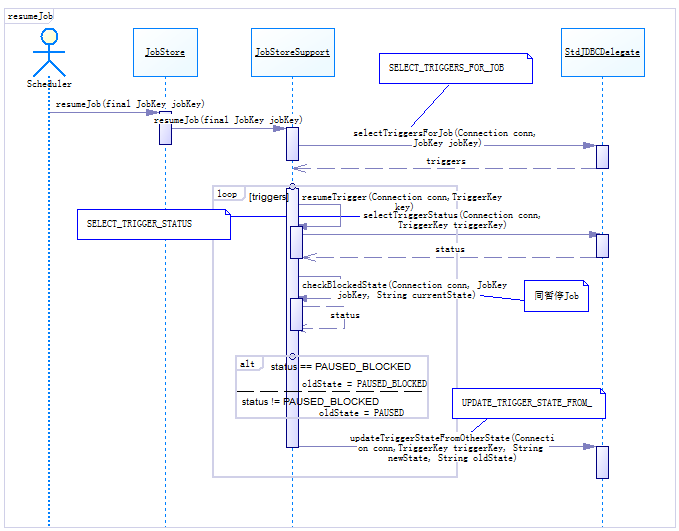 resumeJob
JobStore
JobStoreSupport
StdJDBCDelegate
SELECT_TRIGGERS_FOR_JOB
Scheduler
resumeJob(final JobKey jobKey)
resumeJob(final JobKey jobKey)
selectTriggersForJob(Connection conn,
JobKey jobKey)
triggers
loop
[triggers]
resumeTrigger(Connection conn,TriggerKey
key)
SELECT_TRIGGER_STATUS
selectTriggerStatus(Connection conn,
TriggerKey triggerKey)
status
checkBlockedState(Connection conn, JobKey
jobKey, String currentState)
同暂停Job
status
alt
status == PAUSED_BLOCKED
oldState = PAUSED_BLOCKED
status != PAUSED_BLOCKED
oldState = PAUSED
UPDATE_TRIGGER_STATE_FROM_
updateTriggerStateFromOtherState(Connecti
on conn,TriggerKey triggerKey, String
newState, String oldState)